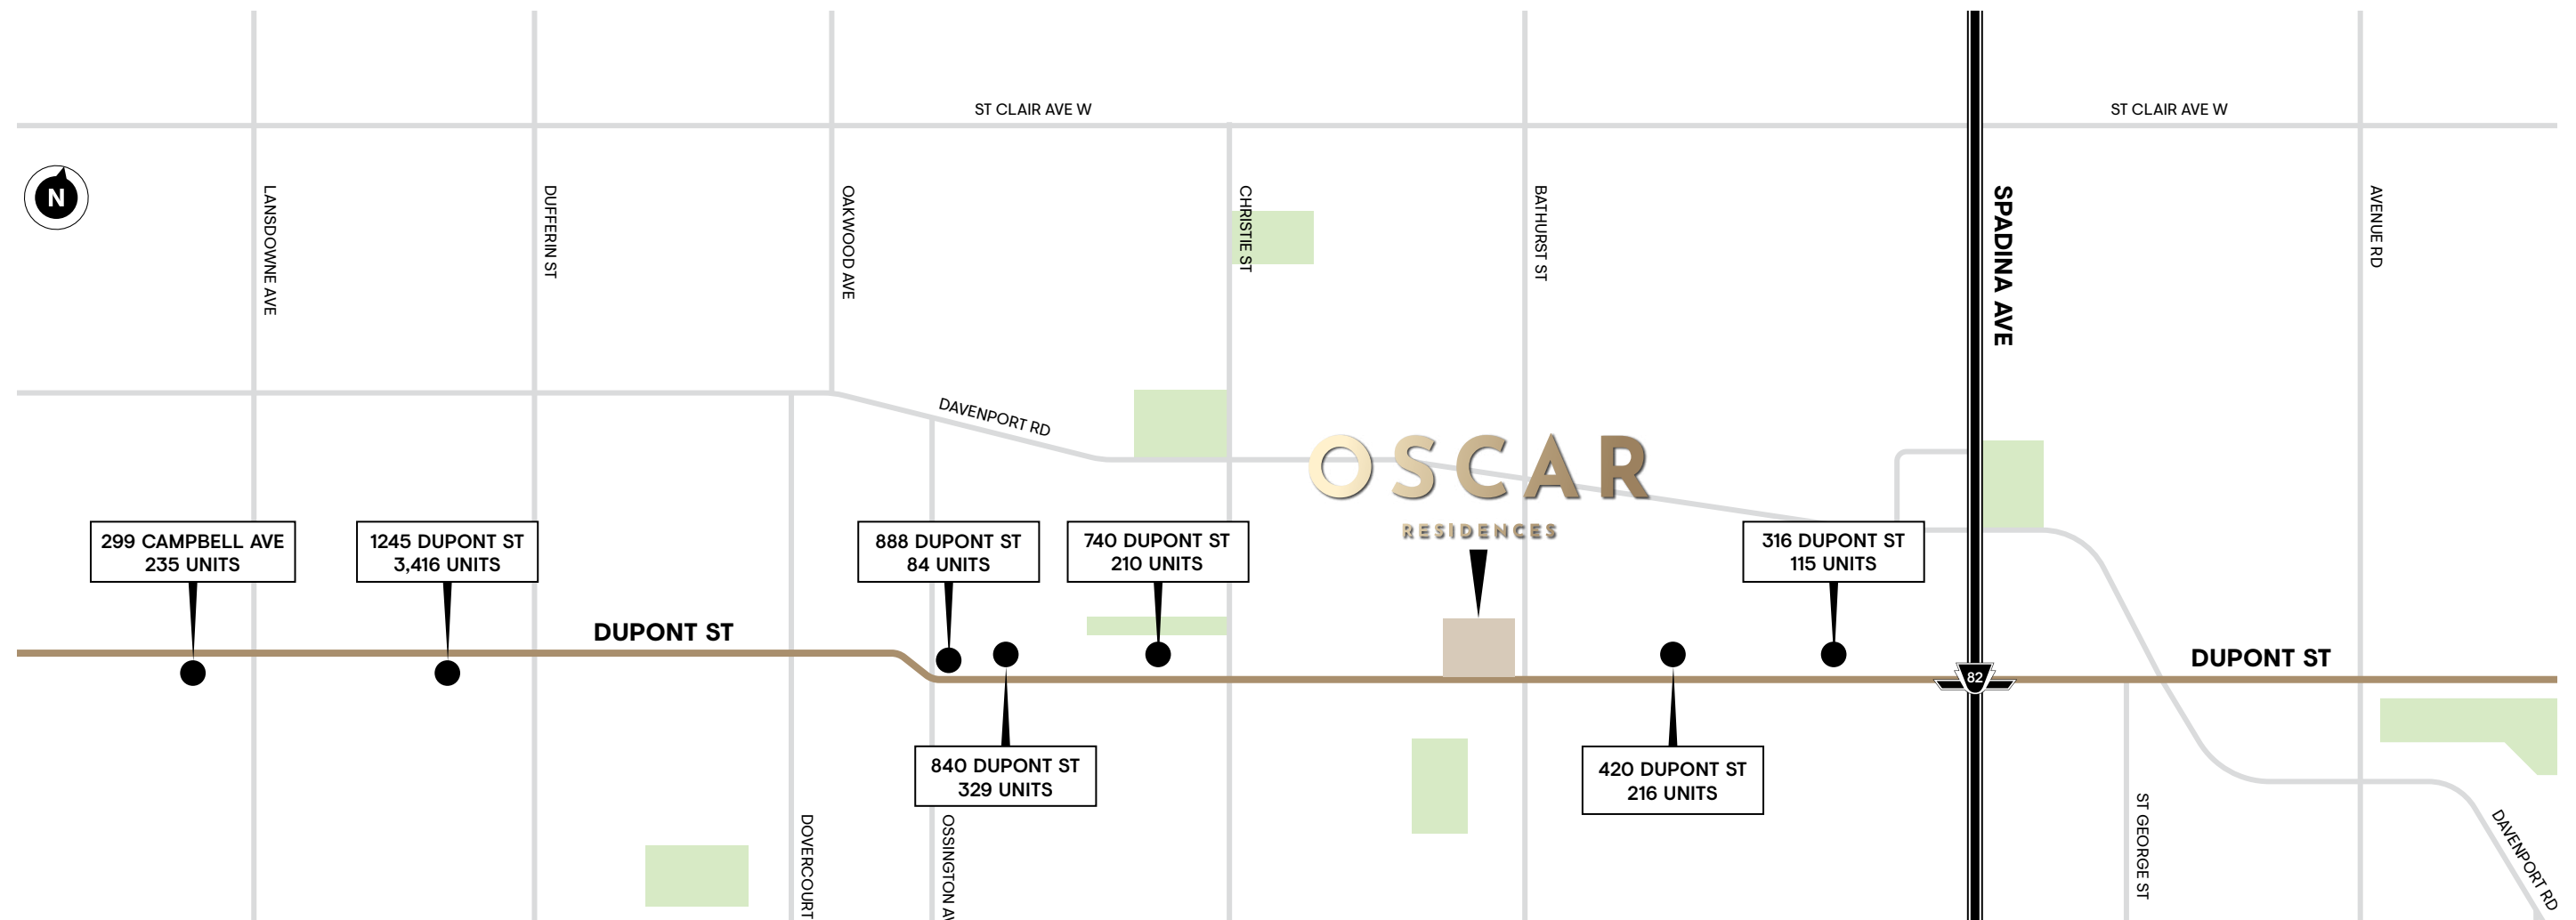 ST CLAIR AVE W
ST CLAIR AVE W
N
LANSDOWNE AVE
DUFFERIN ST
OAKWOOD AVE
CHRISTIE ST
BATHURST ST
SPADINA AVE
AVENUE RD
DAVENPORT RD
OSCAR
RESIDENCES
299 CAMPBELL AVE
235 UNITS
1245 DUPONT ST
3,416 UNITS
888 DUPONT ST
84 UNITS
740 DUPONT ST
210 UNITS
316 DUPONT ST
115 UNITS
DUPONT ST
DUPONT ST
82
840 DUPONT ST
329 UNITS
420 DUPONT ST
216 UNITS
DOVERCOURT
OSSINGTON AV
ST GEORGE ST
DAVENPORT RD